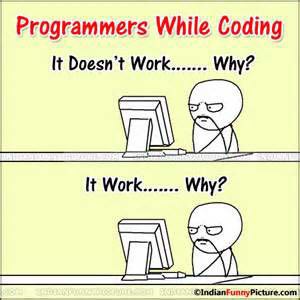 Programmers While Coding
It Doesn't Work....... Why?
It Work....... Why?
©IndianFunnyPicture.com